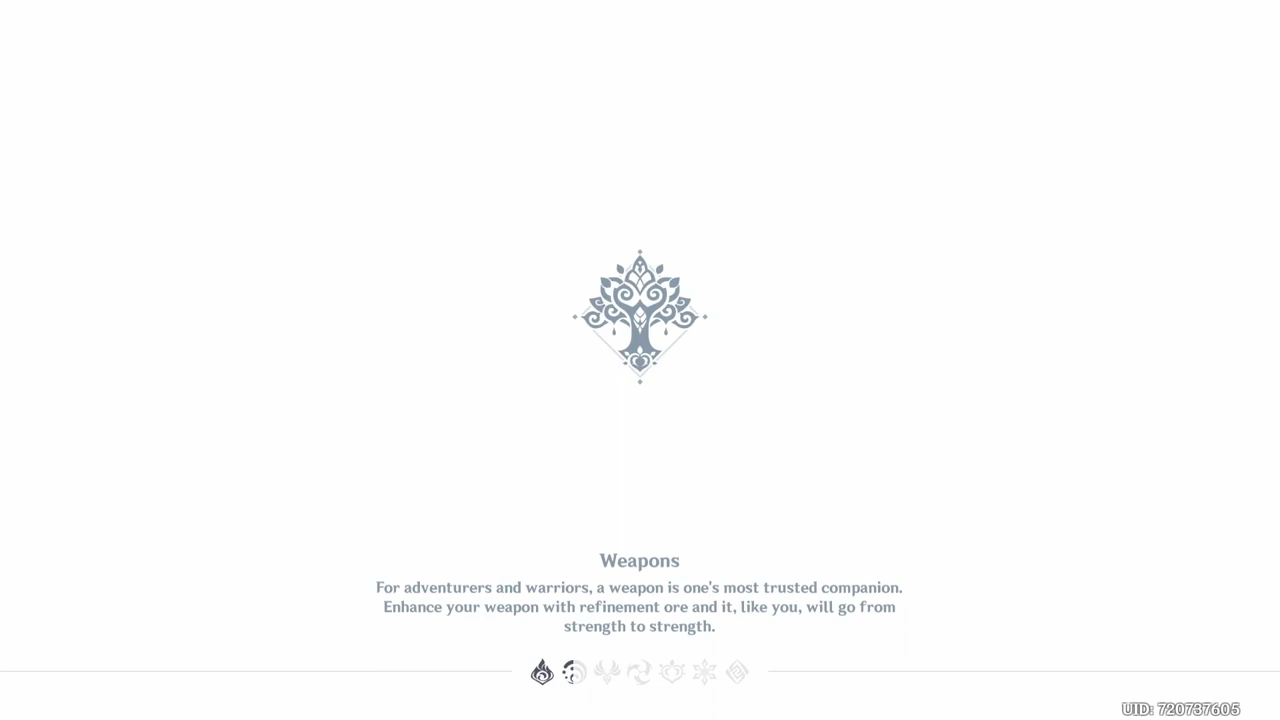 Weapons
For adventurers and warriors, a weapon is one's most trusted companion.
Enhance your weapon with refinement ore and it, like you, will go from
strength to strength.
UID: 720737605